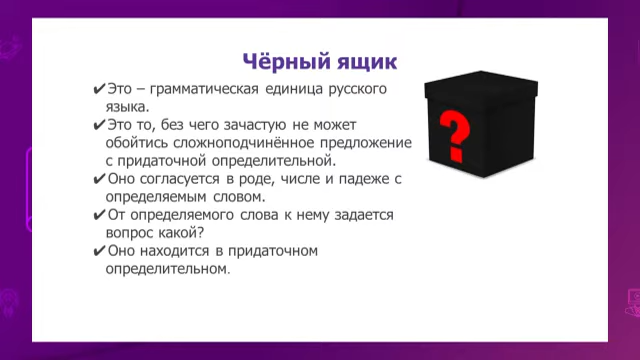 Чёрный ящик
✔Это – грамматическая единица русского
языка.
✔Это то, без чего зачастую не может
обойтись сложноподчинённое предложение
с придаточной определительной.
✔Оно согласуется в роде, числе и падеже с
определяемым словом.
✔От определяемого слова к нему задается
вопрос какой?
✔Оно находится в придаточном
определительном.
?